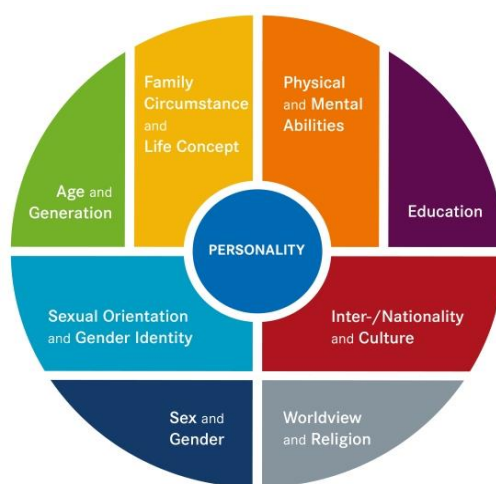 Family
Circumstance
and
Life Concept
Physical
and Mental
Abilities
Age and
Generation
Education
PERSONALITY
Sexual Orientation
and Gender Identity
Inter-/Nationality
and Culture
Sex and
Gender
Worldview
and Religion